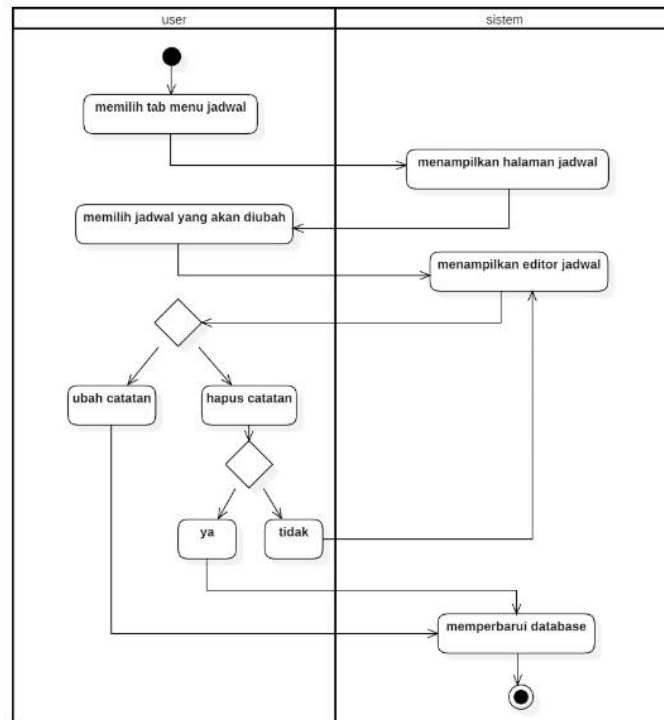 user
sistem
memilih tab menu jadwal
menampilkan halaman jadwal
memilih jadwal yang akan diubah
menampilkan editor jadwal
ubah catatan
hapus catatan
ya
tidak
memperbarui database